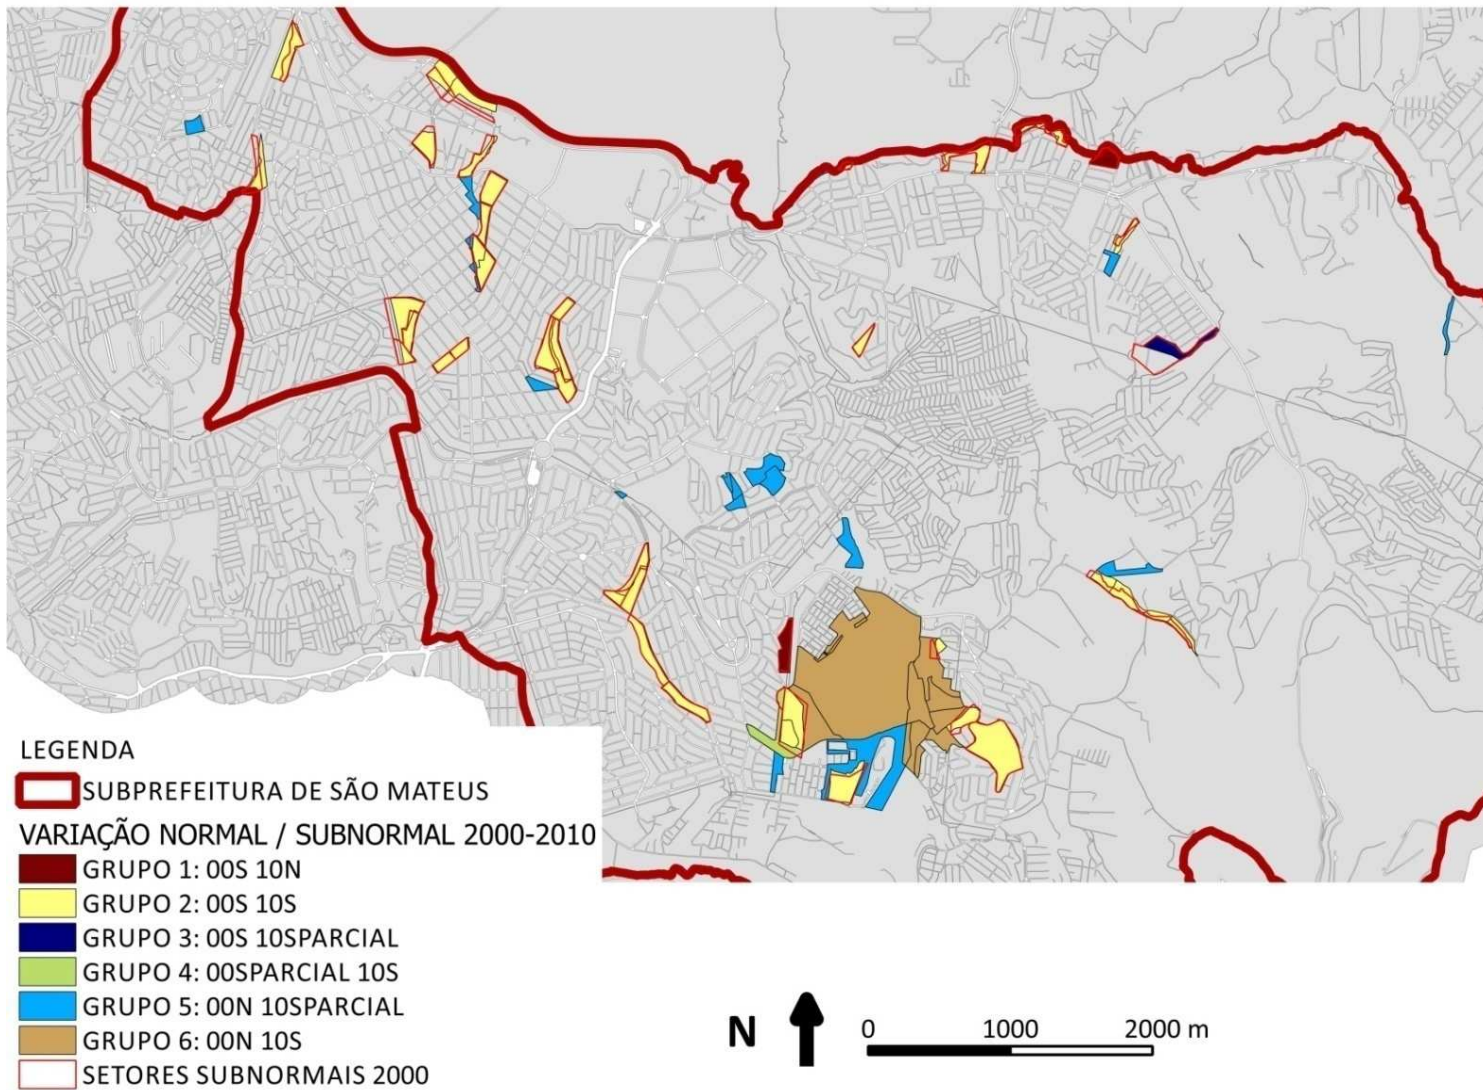 LEGENDA
SUBPREFEITURA DE SÃO MATEUS
VARIAÇÃO NORMAL / SUBNORMAL 2000-2010
GRUPO 1: 00S 10N
GRUPO 2: 00S 10S
GRUPO 3: 00S 10SPARCIAL
GRUPO 4: 00SPARCIAL 10S
GRUPO 5: 00N 10SPARCIAL
GRUPO 6: 00N 10S
SETORES SUBNORMAIS 2000
N
0 1000 2000 m